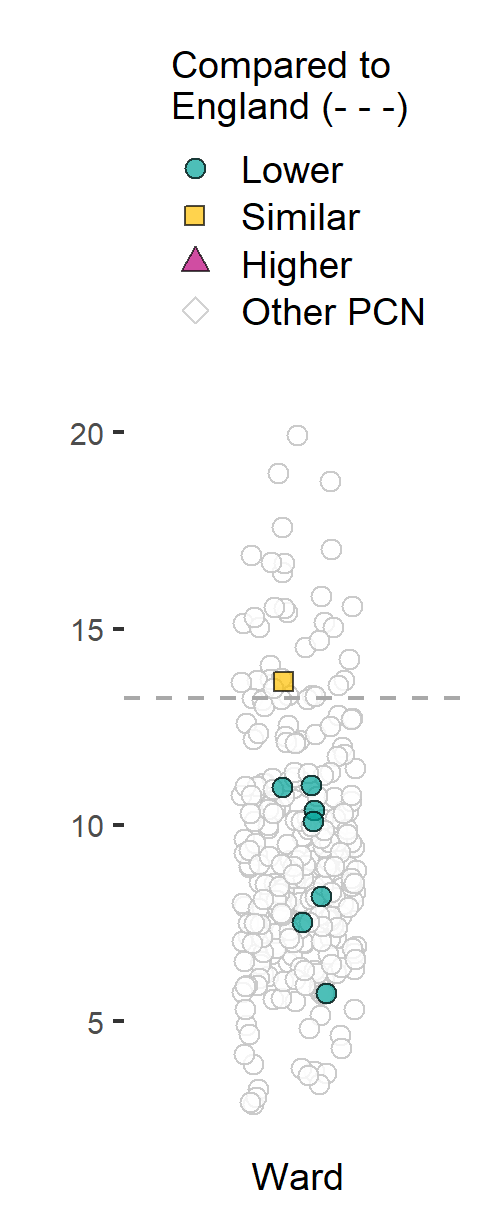 Compared to
England (- - -)
Lower
Similar
Higher
Other PCN
20
15
10
5
Ward